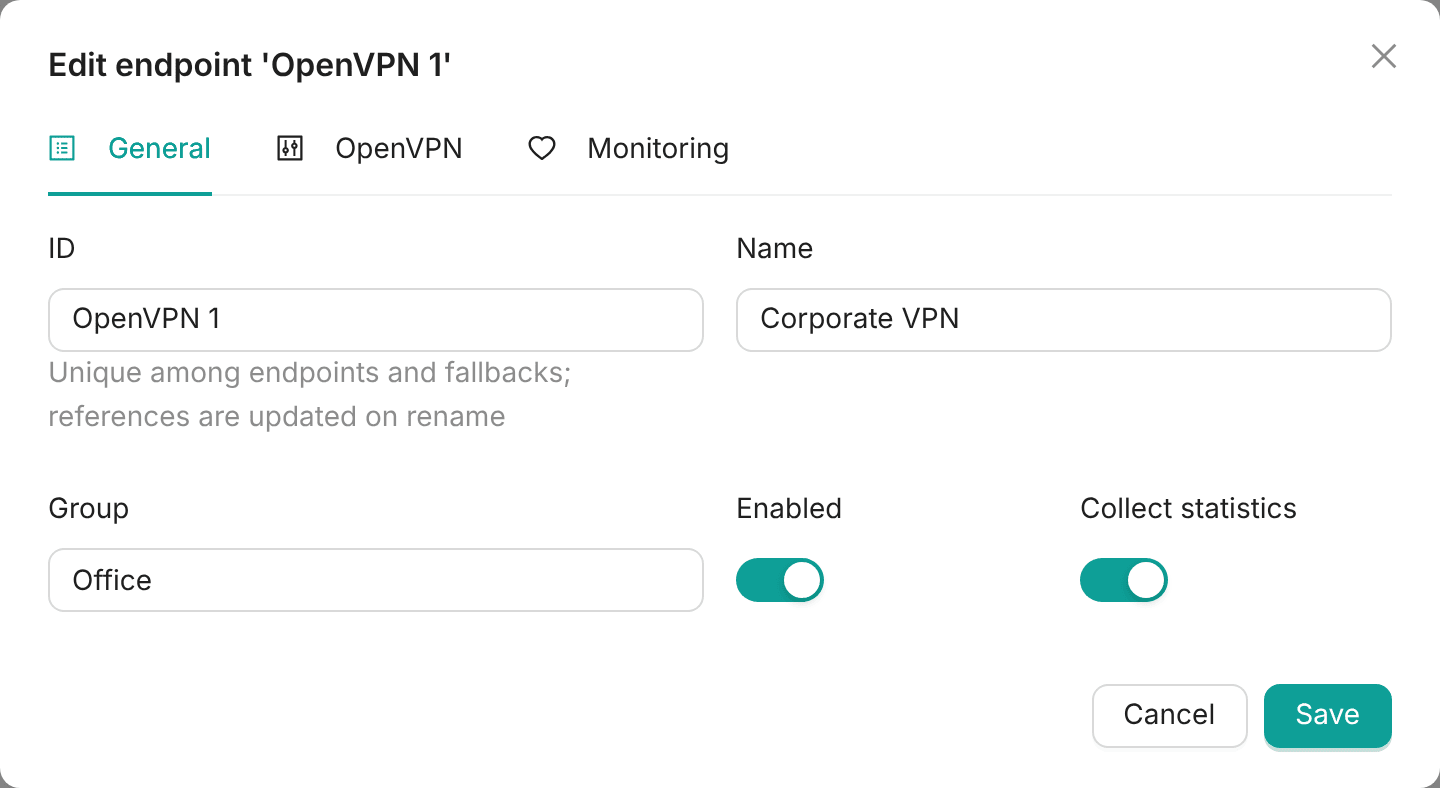 Edit endpoint 'OpenVPN 1'
General OpenVPN Monitoring
ID Name
OpenVPN 1 Corporate VPN
Unique among endpoints and fallbacks;
references are updated on rename
Group Enabled Collect statistics
Office
Cancel Save